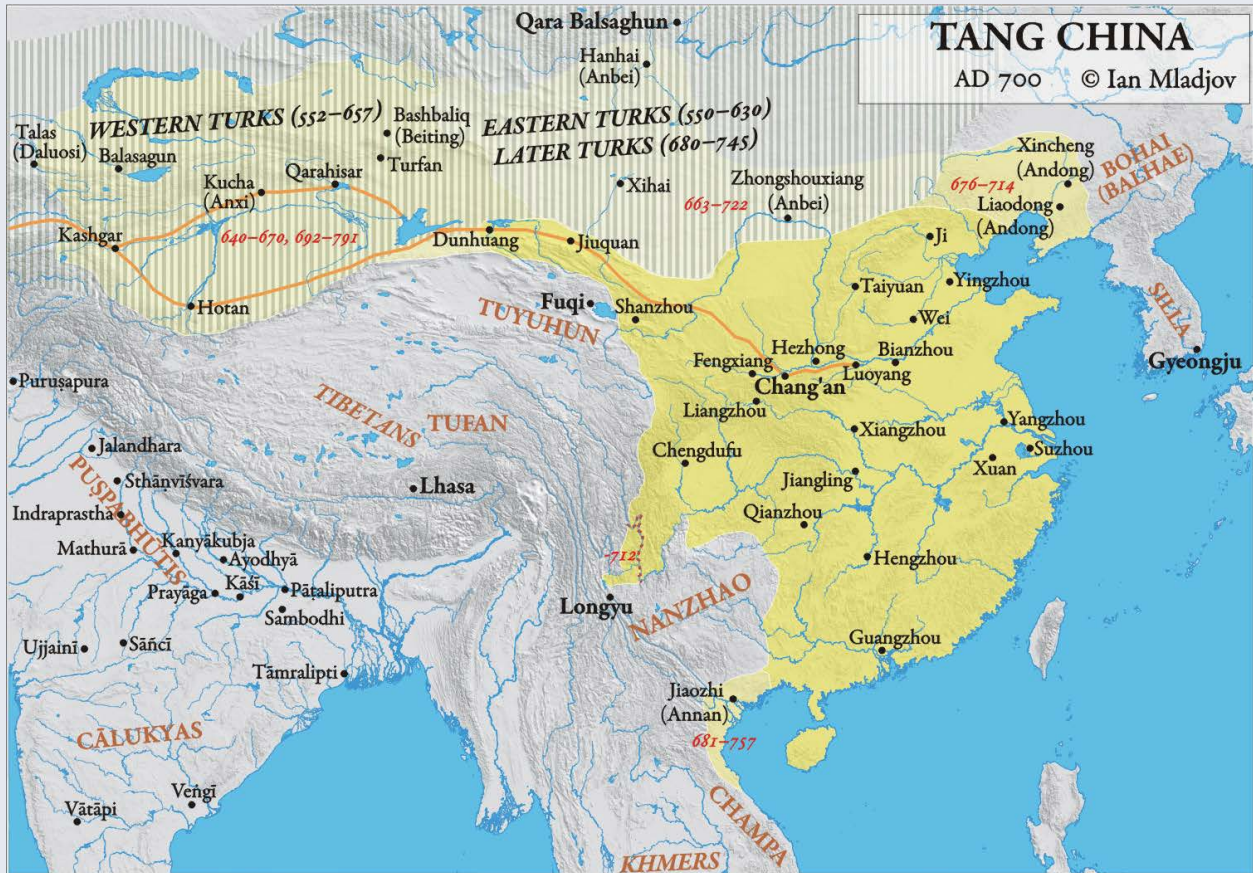 TANG CHINA
AD 700 © Ian Mladjov
Qara Balsaghun
Hanhai
(Anbei)
WESTERN TURKS (552–657)
EASTERN TURKS (550–630)
LATER TURKS (680–745)
Bashbaliq
(Beiting)
Talas
(Daluosi)
Balasagun
Turfan
Qarahisar
Kucha
(Anxi)
Xihai
Zhongshouxiang
(Anbei)
663–722
676–714
Xincheng
(Andong)
Liaodong
(Andong)
BOHAI
(BALHAE)
640–670, 692–791
Kashgar
Dunhuang
Jiuquan
Ji
Hotan
Fuqi
TUYUHUN
Shanzhou
Taiyuan
Yingzhou
Wei
SILLA
Gyeongju
Hezhong
Bianzhou
Fengxiang
Luoyang
Chang'an
Liangzhou
Puruṣapura
TIBETANS
TUFAN
Xiangzhou
Yangzhou
Suzhou
Xuan
Jalandhara
Chengdufu
Jiangling
Sthāṇvīśvara
PUṢPABHŪTIS
Lhasa
Indraprastha
Qianzhou
Mathurā
Kanyākubja
Ayodhyā
-712
Hengzhou
Prayāga
Kāśī
Pāṭaliputra
Sambodhi
Longyu
NANZHAO
Ujjainī
Sāñcī
Tāmralipti
Guangzhou
Jiaozhi
(Annan)
681–757
CĀLUKYAS
Veṅgī
Vātāpi
CHAMPA
KHMERS